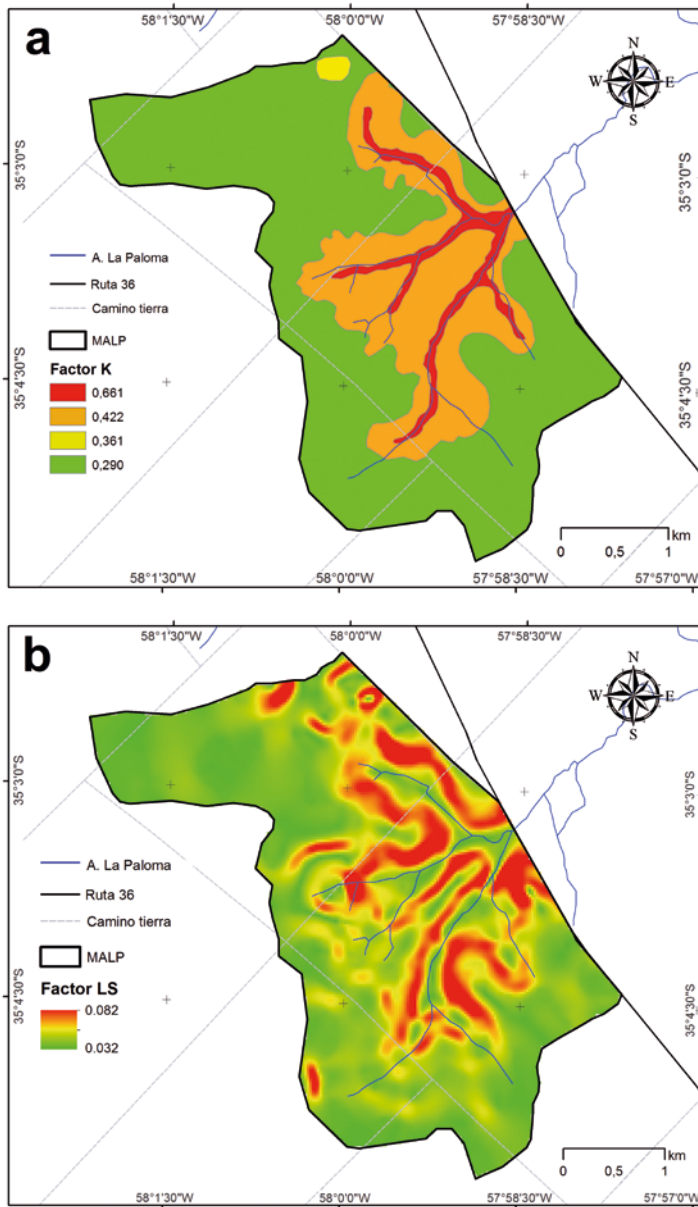 a
58°1'30"W 58°0'0"W 57°58'30"W
N
W E
S
35°3'0"S 35°3'0"S
A. La Paloma
Ruta 36
Camino tierra
MALP
Factor K
0,661
0,422
0,361
0,290
35°4'30"S 35°4'30"S
km
0 0,5 1
58°1'30"W 58°0'0"W 57°58'30"W 57°57'0"W
b
58°1'30"W 58°0'0"W 57°58'30"W
N
W E
S
35°3'0"S 35°3'0"S
A. La Paloma
Ruta 36
Camino tierra
MALP
Factor LS
0.082
0.032
35°4'30"S 35°4'30"S
km
0 0,5 1
58°1'30"W 58°0'0"W 57°58'30"W 57°57'0"W